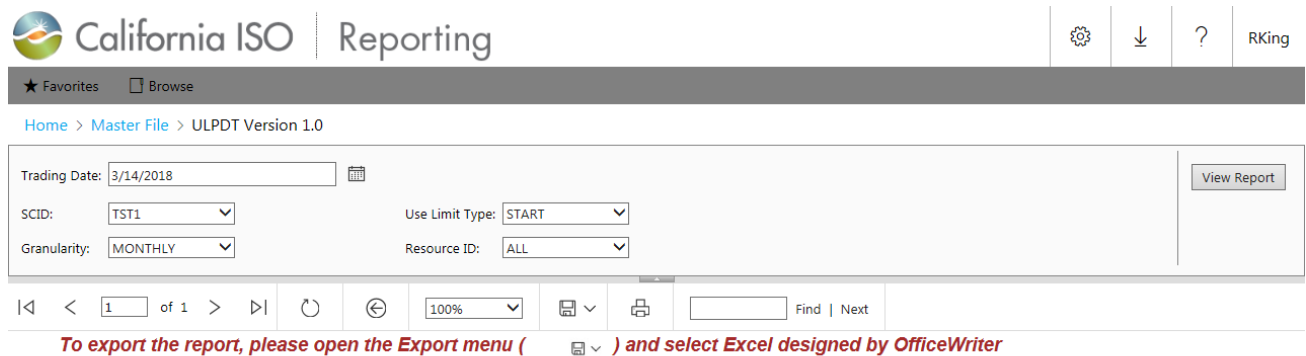 California ISO Reporting ? RKing
★ Favorites Browse
Home > Master File > ULPDT Version 1.0
Trading Date: 3/14/2018 View Report
SCID: TST1 Use Limit Type: START
Granularity: MONTHLY Resource ID: ALL
1 of 1 100% Find | Next
To export the report, please open the Export menu ( ) and select Excel designed by OfficeWriter